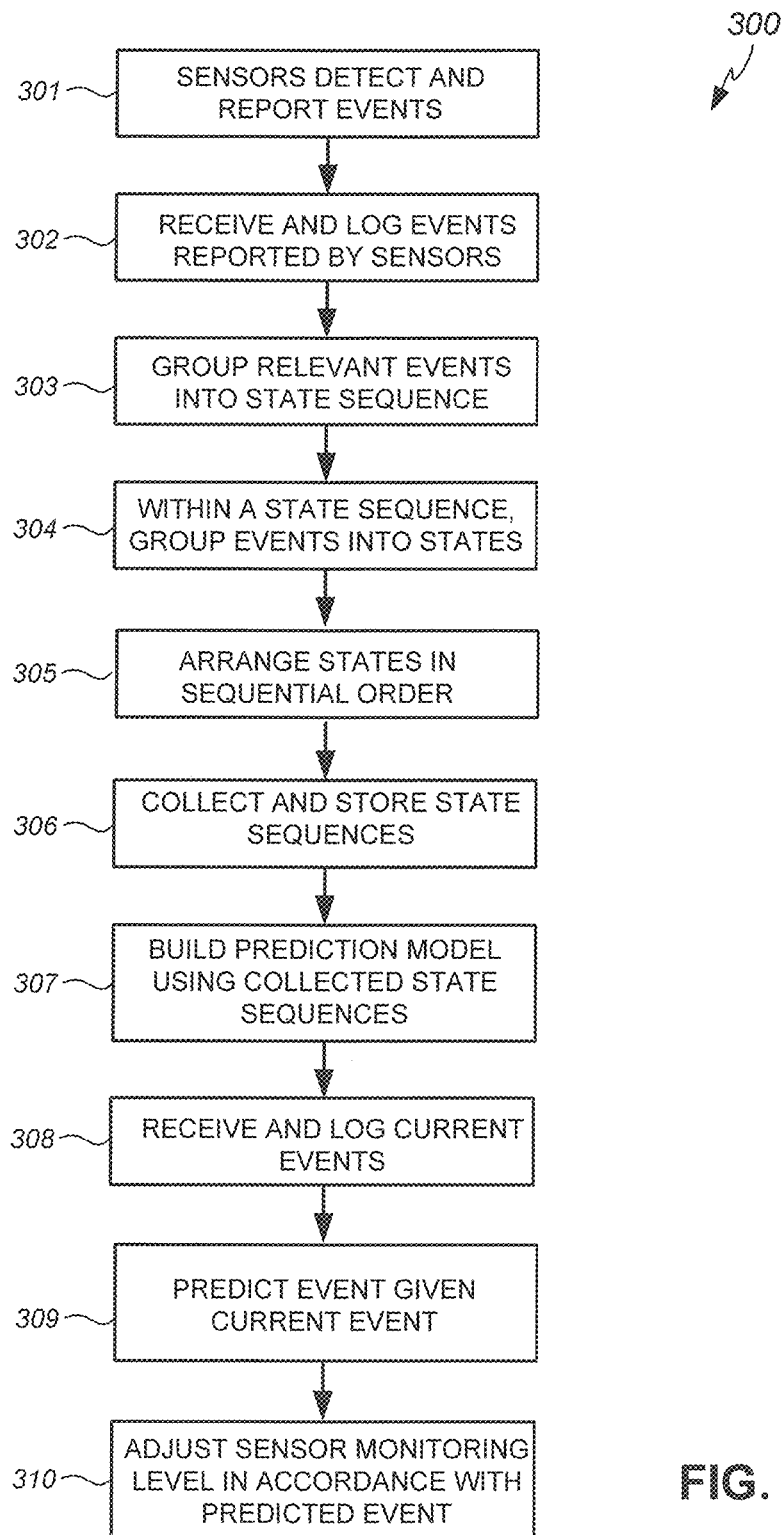 300
301
SENSORS DETECT AND
REPORT EVENTS
302
RECEIVE AND LOG EVENTS
REPORTED BY SENSORS
303
GROUP RELEVANT EVENTS
INTO STATE SEQUENCE
304
WITHIN A STATE SEQUENCE,
GROUP EVENTS INTO STATES
305
ARRANGE STATES IN
SEQUENTIAL ORDER
306
COLLECT AND STORE STATE
SEQUENCES
307
BUILD PREDICTION MODEL
USING COLLECTED STATE
SEQUENCES
308
RECEIVE AND LOG CURRENT
EVENTS
309
PREDICT EVENT GIVEN
CURRENT EVENT
310
ADJUST SENSOR MONITORING
LEVEL IN ACCORDANCE WITH
PREDICTED EVENT
FIG.